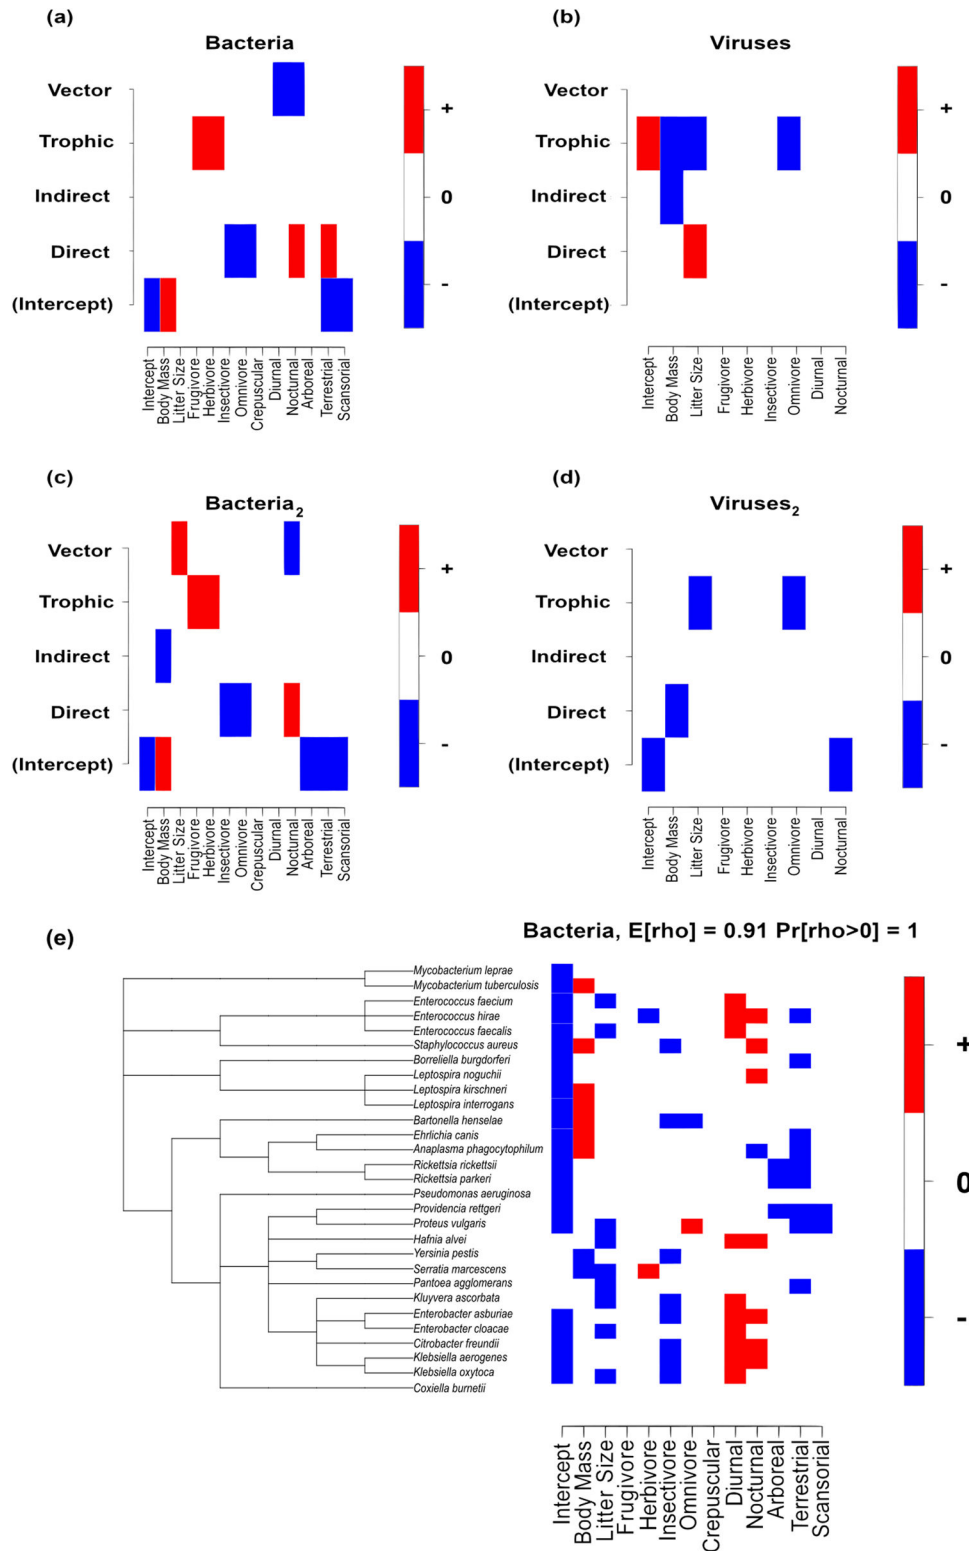 (a)
Bacteria
Vector
Trophic
Indirect
Direct
(Intercept)
+
0
-
Intercept
Body Mass
Litter Size
Frugivore
Herbivore
Insectivore
Omnivore
Crepuscular
Diurnal
Nocturnal
Arboreal
Terrestrial
Scansorial
(b)
Viruses
Vector
Trophic
Indirect
Direct
(Intercept)
+
0
-
Intercept
Body Mass
Litter Size
Frugivore
Herbivore
Insectivore
Omnivore
Diurnal
Nocturnal
(c)
Bacteria₂
Vector
Trophic
Indirect
Direct
(Intercept)
+
0
-
Intercept
Body Mass
Litter Size
Frugivore
Herbivore
Insectivore
Omnivore
Crepuscular
Diurnal
Nocturnal
Arboreal
Terrestrial
Scansorial
(d)
Viruses₂
Vector
Trophic
Indirect
Direct
(Intercept)
+
0
-
Intercept
Body Mass
Litter Size
Frugivore
Herbivore
Insectivore
Omnivore
Diurnal
Nocturnal
(e)
Bacteria, E[rho] = 0.91 Pr[rho>0] = 1
Mycobacterium leprae
Mycobacterium tuberculosis
Enterococcus faecium
Enterococcus hirae
Enterococcus faecalis
Staphylococcus aureus
Borreliella burgdorferi
Leptospira noguchii
Leptospira kirschneri
Leptospira interrogans
Bartonella henselae
Ehrlichia canis
Anaplasma phagocytophilum
Rickettsia rickettsii
Rickettsia parkeri
Pseudomonas aeruginosa
Providencia rettgeri
Proteus vulgaris
Hafnia alvei
Yersinia pestis
Serratia marcescens
Pantoea agglomerans
Kluyvera ascorbata
Enterobacter asburiae
Enterobacter cloacae
Citrobacter freundii
Klebsiella aerogenes
Klebsiella oxytoca
Coxiella burnetii
+
0
-
Intercept
Body Mass
Litter Size
Frugivore
Herbivore
Insectivore
Omnivore
Crepuscular
Diurnal
Nocturnal
Arboreal
Terrestrial
Scansorial